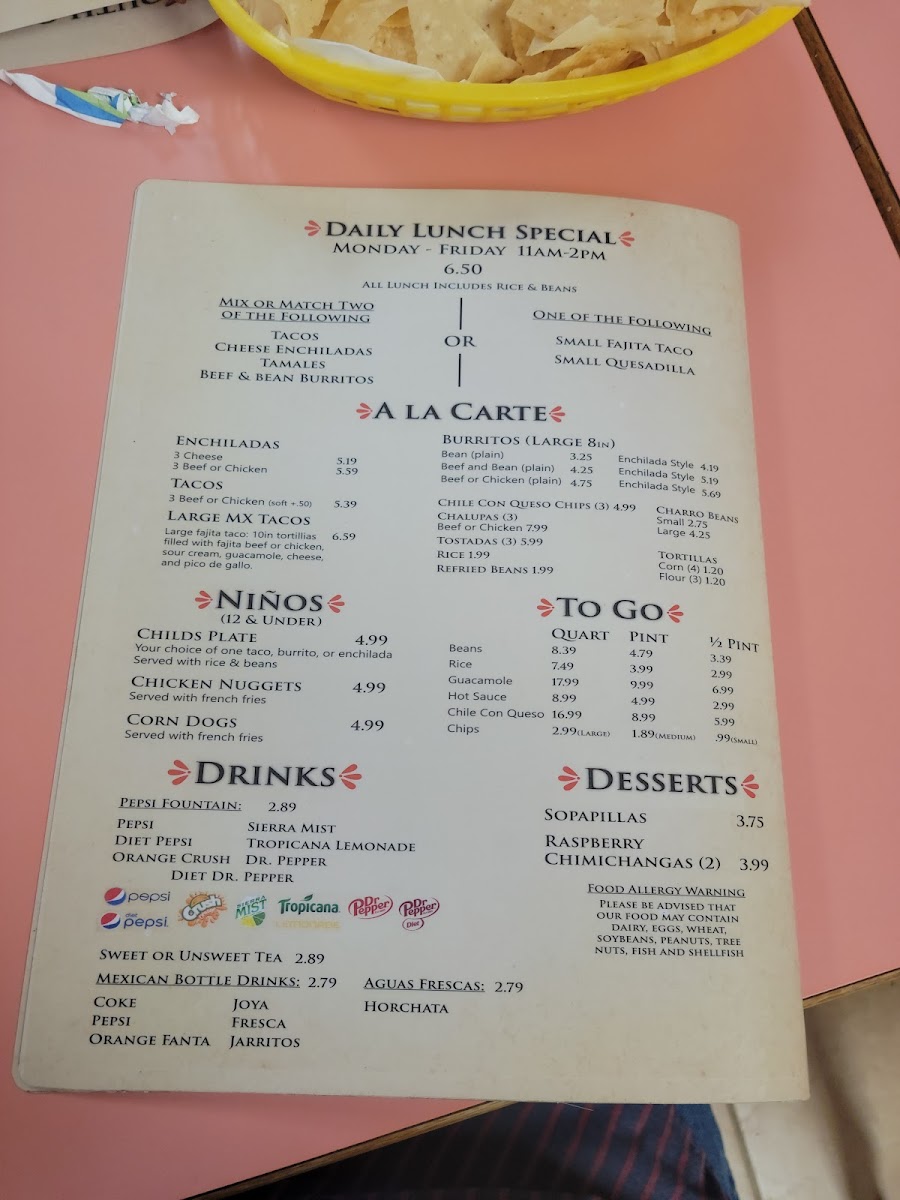 Daily Lunch Special
Monday - Friday 11am-2pm
6.50
All Lunch Includes Rice & Beans
Mix or Match Two
of the Following
Tacos
Cheese Enchiladas
Tamales
Beef & Bean Burritos
OR
One of the Following
Small Fajita Taco
Small Quesadilla
A la Carte
Enchiladas
3 Cheese 5.19
3 Beef or Chicken 5.59
Tacos
3 Beef or Chicken (soft +.50) 5.39
Large MX Tacos
Large fajita taco: 10in tortillias 6.59
filled with fajita beef or chicken,
sour cream, guacamole, cheese,
and pico de gallo.
Burritos (Large 8in)
Bean (plain) 3.25 Enchilada Style 4.19
Beef and Bean (plain) 4.25 Enchilada Style 5.19
Beef or Chicken (plain) 4.75 Enchilada Style 5.69
Chile Con Queso Chips (3) 4.99
Chalupas (3)
Beef or Chicken 7.99
Tostadas (3) 5.99
Rice 1.99
Refried Beans 1.99
Charro Beans
Small 2.75
Large 4.25
Tortillas
Corn (4) 1.20
Flour (3) 1.20
Niños
(12 & Under)
Childs Plate 4.99
Your choice of one taco, burrito, or enchilada
Served with rice & beans
Chicken Nuggets 4.99
Served with french fries
Corn Dogs 4.99
Served with french fries
To Go
Quart Pint ½ Pint
Beans 8.39 4.79 3.39
Rice 7.49 3.99 2.99
Guacamole 17.99 9.99 6.99
Hot Sauce 8.99 4.99 2.99
Chile Con Queso 16.99 8.99 5.99
Chips 2.99(Large) 1.89(Medium) .99(Small)
Drinks
Pepsi Fountain: 2.89
Pepsi Sierra Mist
Diet Pepsi Tropicana Lemonade
Orange Crush Dr. Pepper
Diet Dr. Pepper
pepsi
diet
pepsi
Crush
Sierra
Mist
Tropicana
Lemonade
Dr Pepper
Dr Pepper
Diet
Sweet or Unsweet Tea 2.89
Mexican Bottle Drinks: 2.79
Coke Joya
Pepsi Fresca
Orange Fanta Jarritos
Aguas Frescas: 2.79
Horchata
Desserts
Sopapillas 3.75
Raspberry
Chimichangas (2) 3.99
Food Allergy Warning
Please be advised that
our food may contain
dairy, eggs, wheat,
soybeans, peanuts, tree
nuts, fish and shellfish